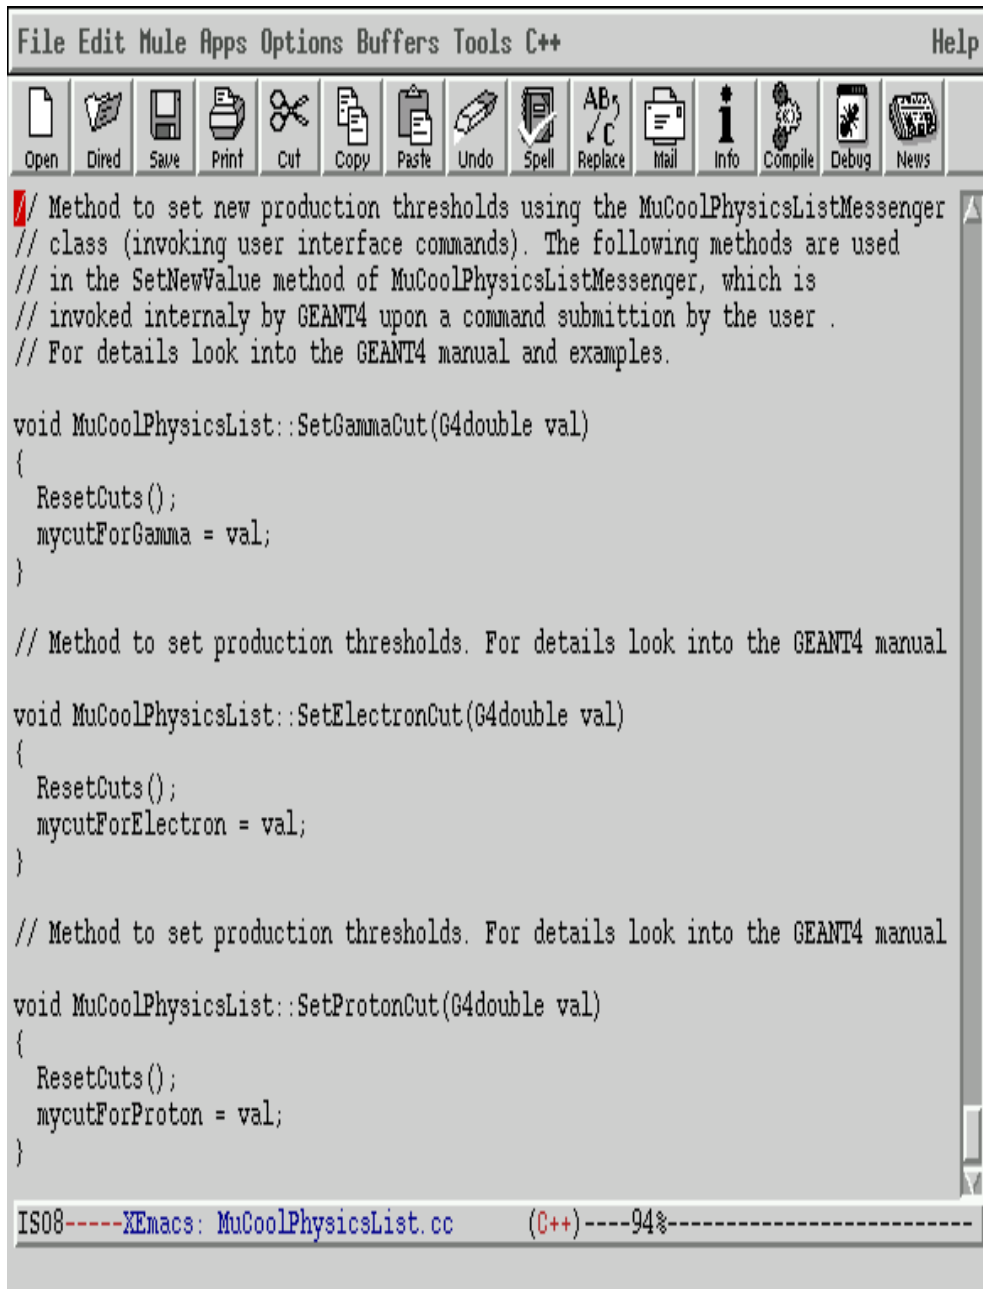 File Edit Mule Apps Options Buffers Tools C++ Help
Open Dired Save Print Cut Copy Paste Undo Spell AB C Replace Mail i Info Compile Debug News
// Method to set new production thresholds using the MuCoolPhysicsListMessenger
// class (invoking user interface commands). The following methods are used
// in the SetNewValue method of MuCoolPhysicsListMessenger, which is
// invoked internaly by GEANT4 upon a command submittion by the user .
// For details look into the GEANT4 manual and examples.
void MuCoolPhysicsList::SetGammaCut(G4double val)
{
ResetCuts();
mycutForGamma = val;
}
// Method to set production thresholds. For details look into the GEANT4 manual
void MuCoolPhysicsList::SetElectronCut(G4double val)
{
ResetCuts();
mycutForElectron = val;
}
// Method to set production thresholds. For details look into the GEANT4 manual
void MuCoolPhysicsList::SetProtonCut(G4double val)
{
ResetCuts();
mycutForProton = val;
}
ISO8-----XEmacs: MuCoolPhysicsList.cc (C++)----94%--------------------------